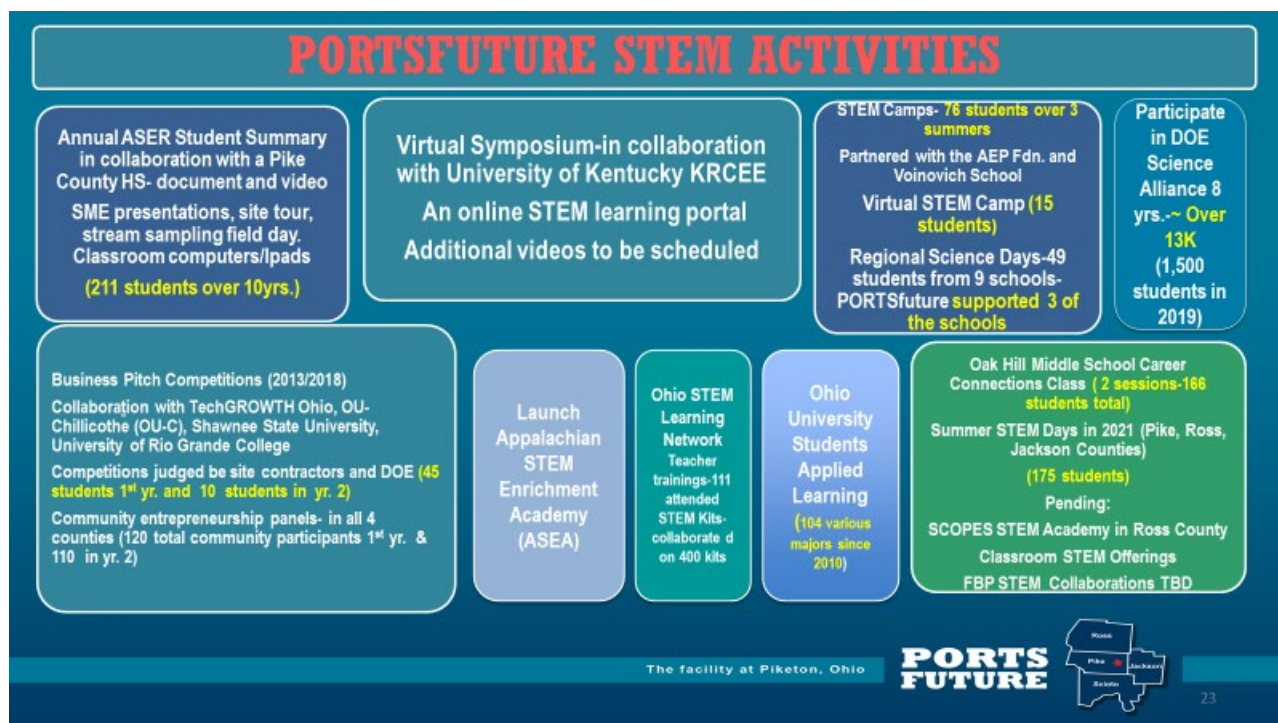 PORTSFUTURE STEM ACTIVITIES
Annual ASER Student Summary
in collaboration with a Pike
County HS- document and video
SME presentations, site tour,
stream sampling field day.
Classroom computers/Ipads
(211 students over 10yrs.)
Virtual Symposium-in collaboration
with University of Kentucky KRCEE
An online STEM learning portal
Additional videos to be scheduled
STEM Camps- 76 students over 3
summers
Partnered with the AEP Fdn. and
Voinovich School
Virtual STEM Camp (15
students)
Regional Science Days-49
students from 9 schools-
PORTSfuture supported 3 of
the schools
Participate
in DOE
Science
Alliance 8
yrs.-~ Over
13K
(1,500
students in
2019)
Business Pitch Competitions (2013/2018)
Collaboration with TechGROWTH Ohio, OU-
Chillicothe (OU-C), Shawnee State University,
University of Rio Grande College
Competitions judged be site contractors and DOE (45
students 1st yr. and 10 students in yr. 2)
Community entrepreneurship panels- in all 4
counties (120 total community participants 1st yr. &
110 in yr. 2)
Launch
Appalachian
STEM
Enrichment
Academy
(ASEA)
Ohio STEM
Learning
Network
Teacher
trainings-111
attended
STEM Kits-
collaborate d
on 400 kits
Ohio
University
Students
Applied
Learning
(104 various
majors since
2010)
Oak Hill Middle School Career
Connections Class ( 2 sessions-166
students total)
Summer STEM Days in 2021 (Pike, Ross,
Jackson Counties)
(175 students)
Pending:
SCOPES STEM Academy in Ross County
Classroom STEM Offerings
FBP STEM Collaborations TBD
The facility at Piketon, Ohio
PORTS
FUTURE
Ross
Pike
Jackson
Scioto
23